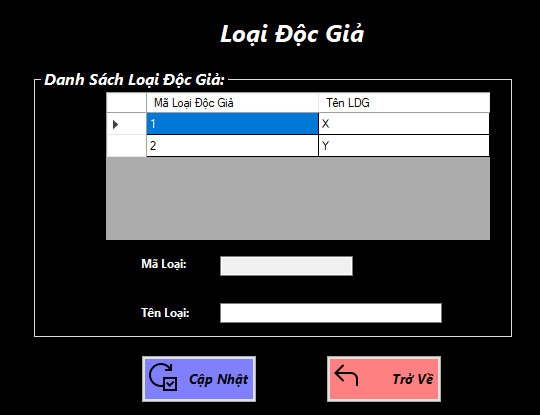 Loại Độc Giả
Danh Sách Loại Độc Giả:
Mã Loại Độc Giả Tên LDG
1 X
2 Y
Mã Loại:
Tên Loại:
Cập Nhật Trở Về